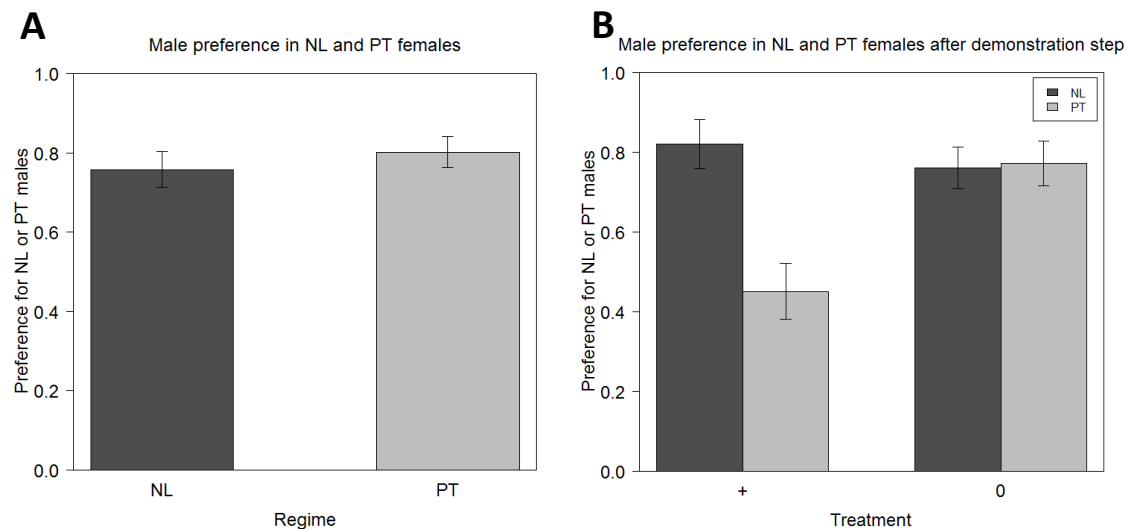 A
Male preference in NL and PT females
Preference for NL or PT males
1.0
0.8
0.6
0.4
0.2
0.0
NL
PT
Regime
B
Male preference in NL and PT females after demonstration step
Preference for NL or PT males
1.0
0.8
0.6
0.4
0.2
0.0
NL
PT
+
0
Treatment